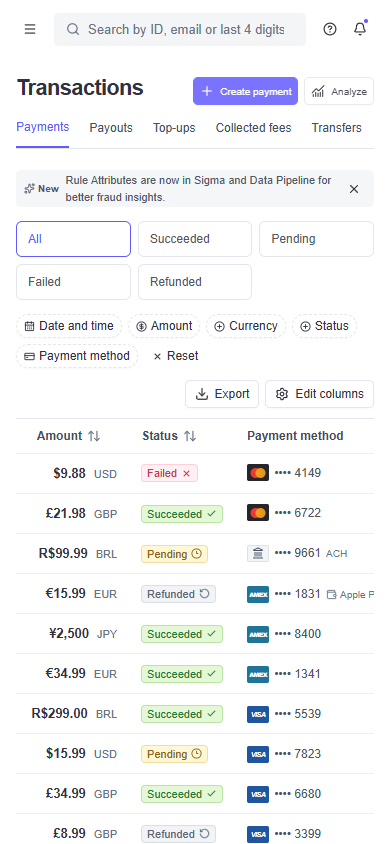 Search by ID, email or last 4 digits
Transactions
Create payment
Analyze
Payments Payouts Top-ups Collected fees Transfers
New Rule Attributes are now in Sigma and Data Pipeline for
better fraud insights.
All Succeeded Pending
Failed Refunded
Date and time Amount Currency Status
Payment method Reset
Export Edit columns
Amount Status Payment method
$9.88 USD Failed •••• 4149
£21.98 GBP Succeeded •••• 6722
R$99.99 BRL Pending •••• 9661 ACH
€15.99 EUR Refunded AMEX •••• 1831 Apple P
¥2,500 JPY Succeeded AMEX •••• 8400
€34.99 EUR Succeeded AMEX •••• 1341
R$299.00 BRL Succeeded VISA •••• 5539
$15.99 USD Pending VISA •••• 7823
£34.99 GBP Succeeded VISA •••• 6680
£8.99 GBP Refunded VISA •••• 3399